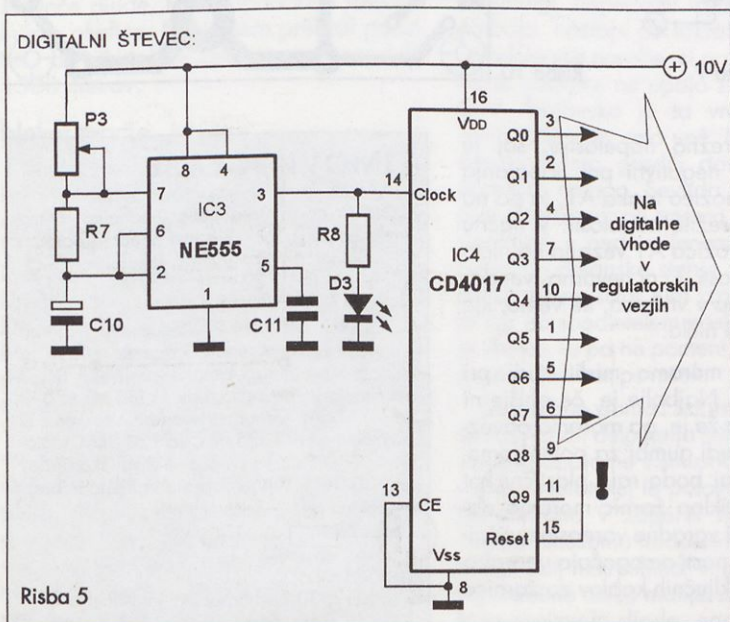 DIGITALNI ŠTEVEC:
+ 10V
P3
R7
C10
8 4
7
6
2
3
5
1
IC3
NE555
C11
R8
D3
16
VDD
14 Clock
IC4
CD4017
13 CE
Vss
8
Q0 3
Q1 2
Q2 4
Q3 7
Q4 10
Q5 1
Q6 5
Q7 6
Q8 9
Q9 11
Reset 15
Na
digitalne
vhode
regulatorskih
vezjih
!
Risba 5